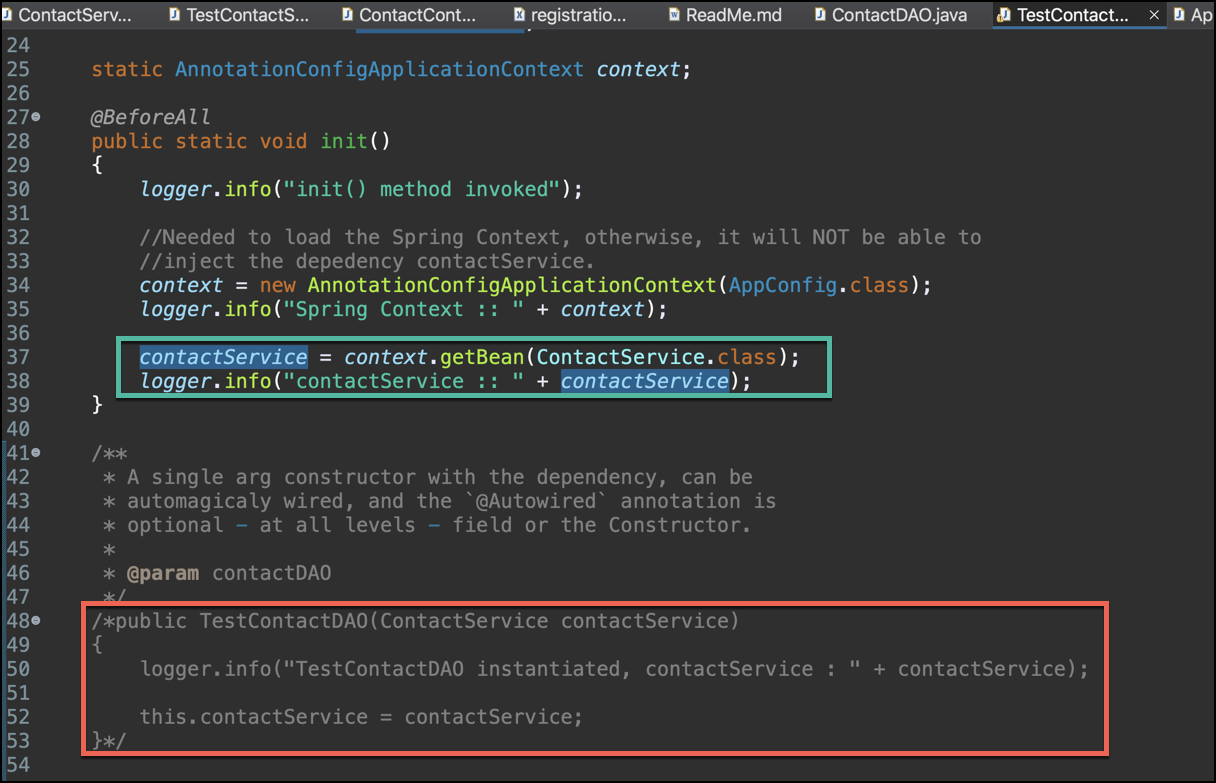 ContactServ... TestContactS... ContactCont... registratio... ReadMe.md ContactDAO.java TestContact... Ap
24
25 static AnnotationConfigApplicationContext context;
26
27 @BeforeAll
28 public static void init()
29 {
30 logger.info("init() method invoked");
31
32 //Needed to load the Spring Context, otherwise, it will NOT be able to
33 //inject the depedency contactService.
34 context = new AnnotationConfigApplicationContext(AppConfig.class);
35 logger.info("Spring Context :: " + context);
36
37 contactService = context.getBean(ContactService.class);
38 logger.info("contactService :: " + contactService);
39 }
40
41 /**
42 * A single arg constructor with the dependency, can be
43 * automagicaly wired, and the `@Autowired` annotation is
44 * optional - at all levels - field or the Constructor.
45 *
46 * @param contactDAO
47 */
48 /*public TestContactDAO(ContactService contactService)
49 {
50 logger.info("TestContactDAO instantiated, contactService : " + contactService);
51
52 this.contactService = contactService;
53 }*/
54